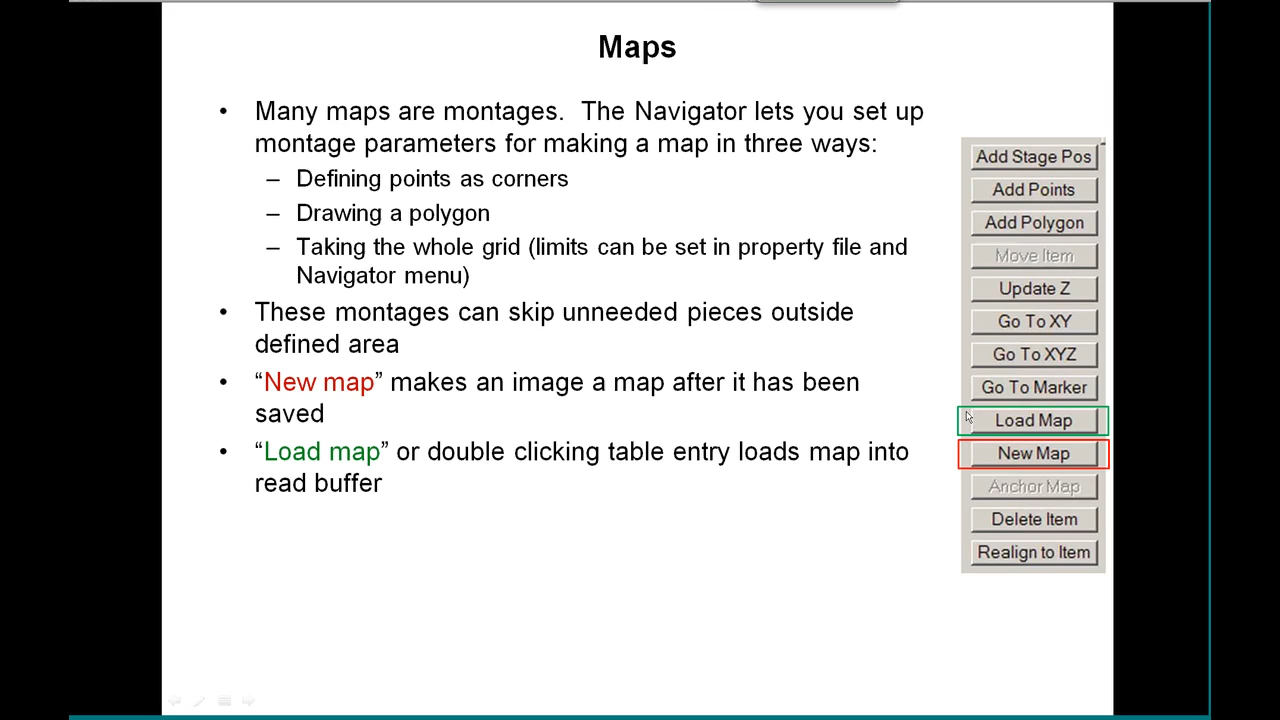 Maps
• Many maps are montages. The Navigator lets you set up
montage parameters for making a map in three ways:
– Defining points as corners
– Drawing a polygon
– Taking the whole grid (limits can be set in property file and
Navigator menu)
• These montages can skip unneeded pieces outside
defined area
• “New map” makes an image a map after it has been
saved
• “Load map” or double clicking table entry loads map into
read buffer
Add Stage Pos
Add Points
Add Polygon
Move Item
Update Z
Go To XY
Go To XYZ
Go To Marker
Load Map
New Map
Anchor Map
Delete Item
Realign to Item